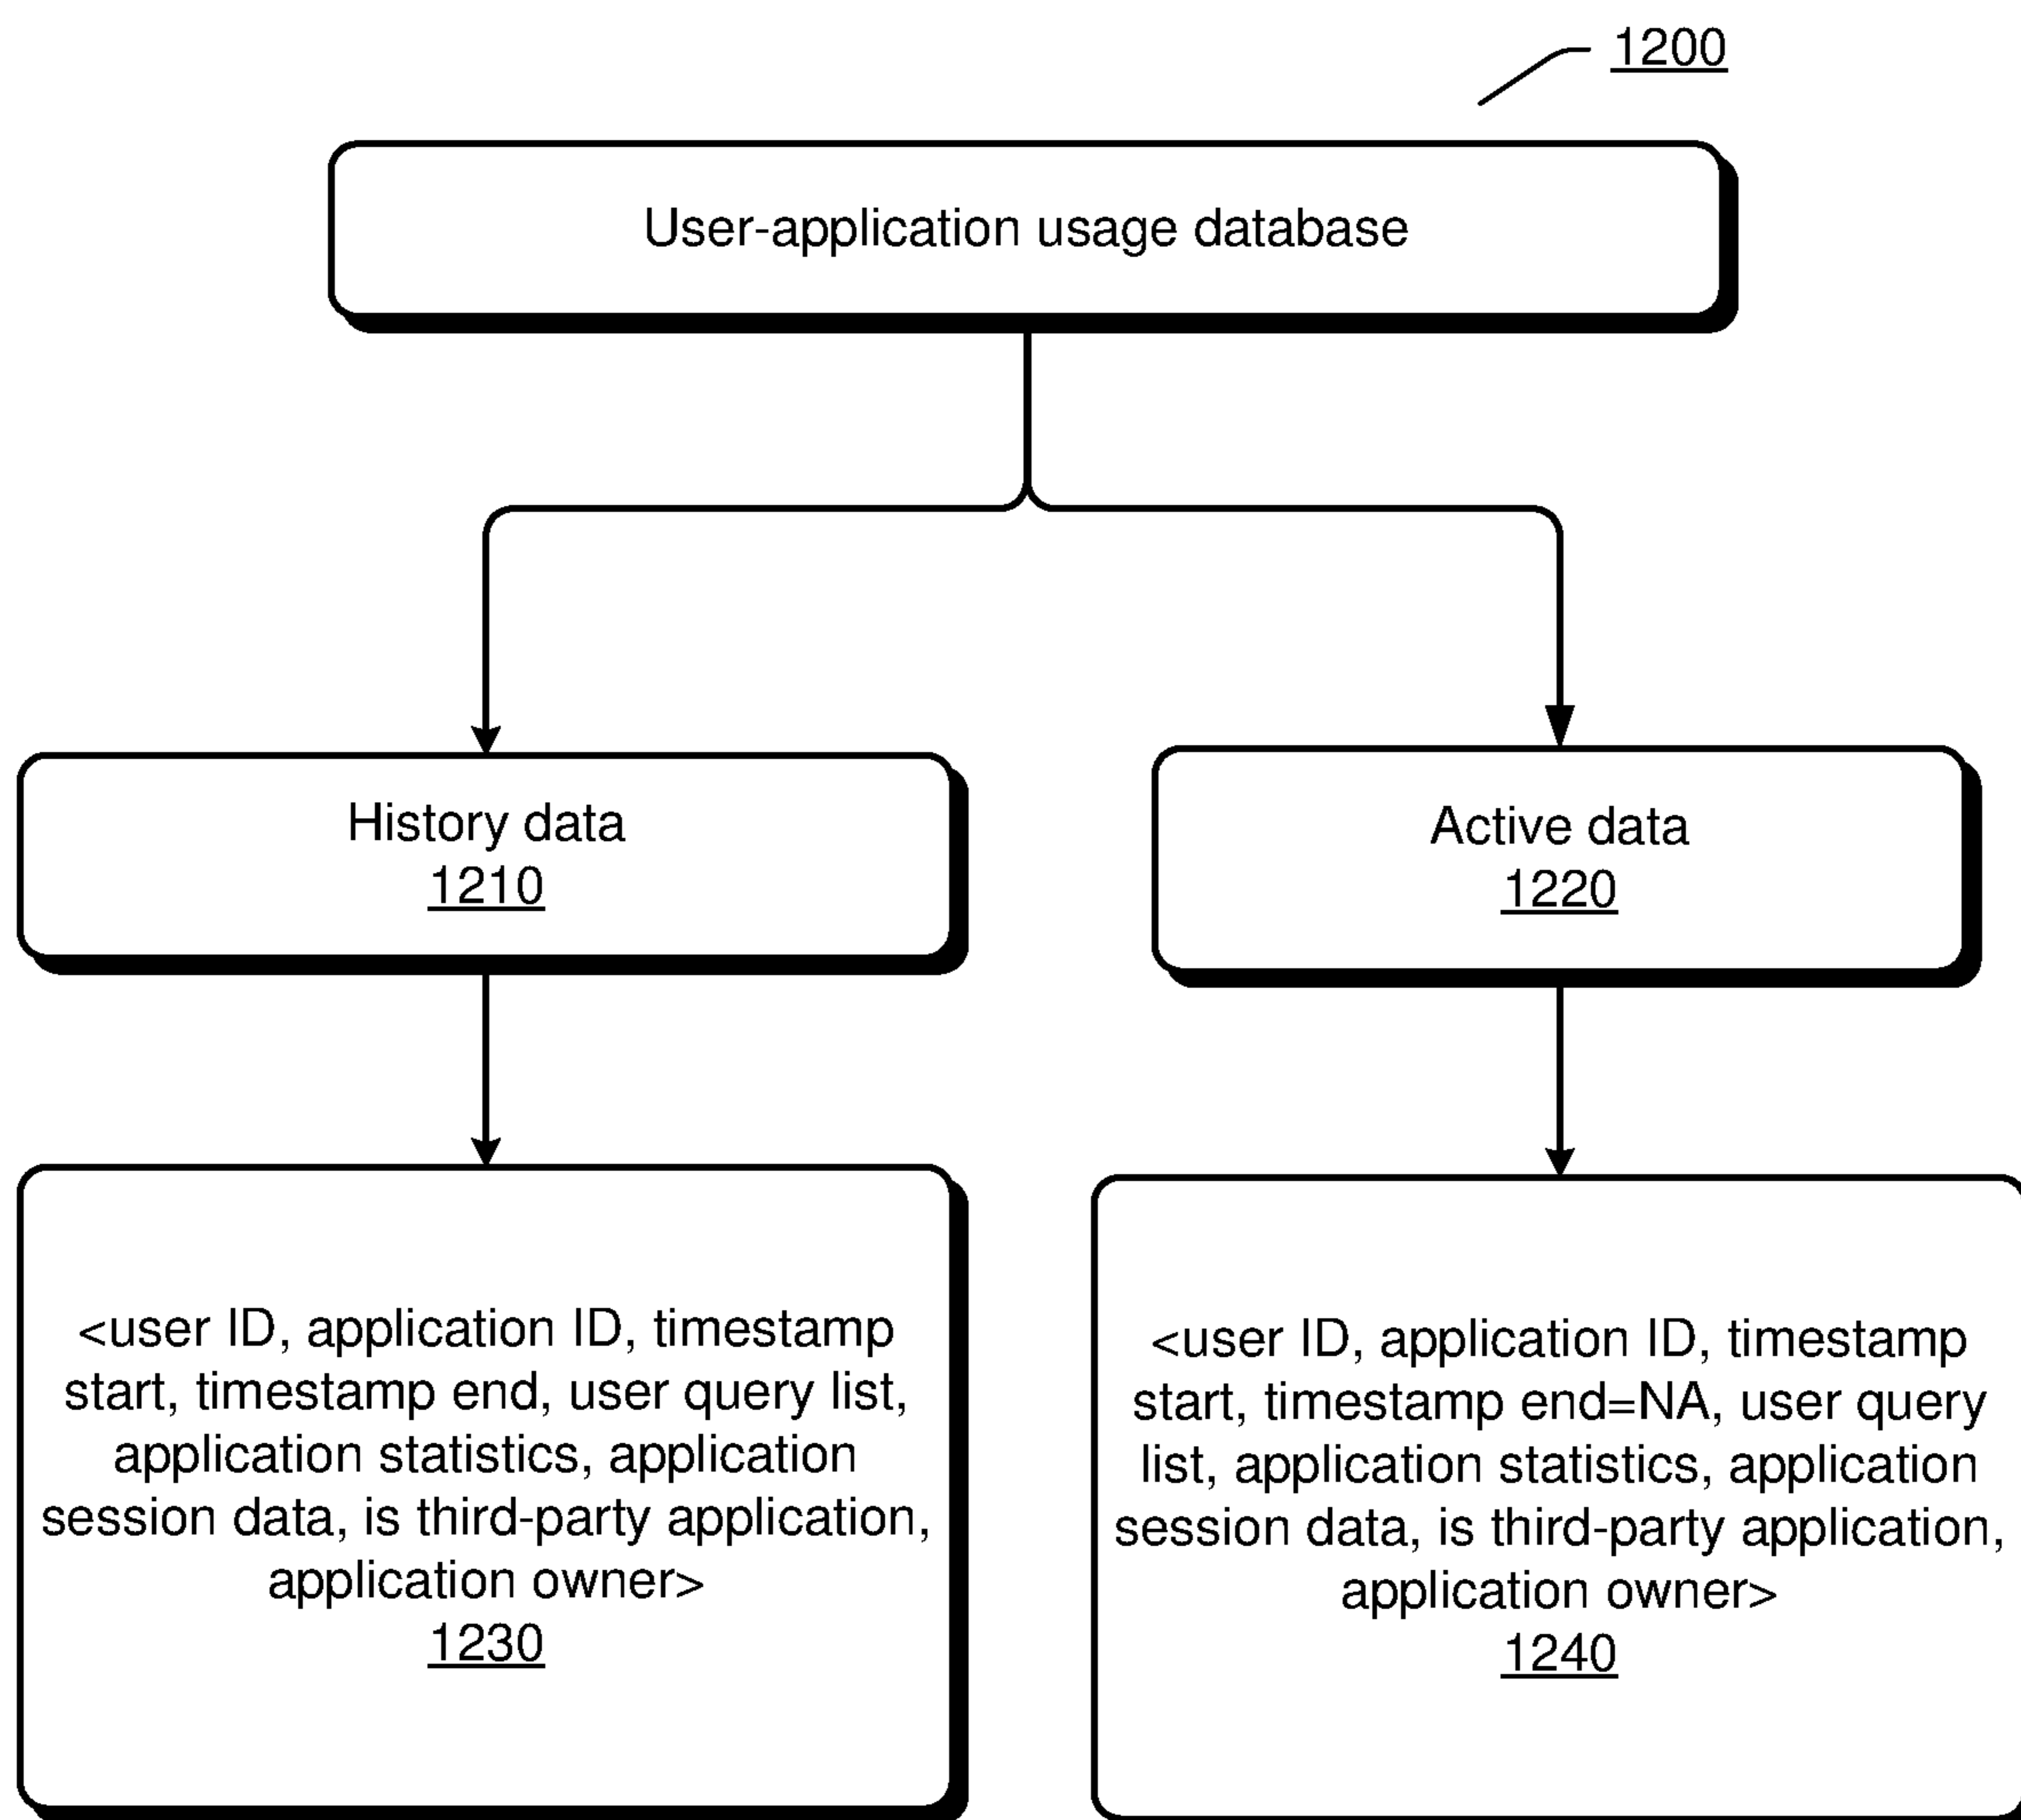 1200
User-application usage database
History data
1210
Active data
1220
<user ID, application ID, timestamp
start, timestamp end, user query list,
application statistics, application
session data, is third-party application,
application owner>
1230
<user ID, application ID, timestamp
start, timestamp end=NA, user query
list, application statistics, application
session data, is third-party application,
application owner>
1240